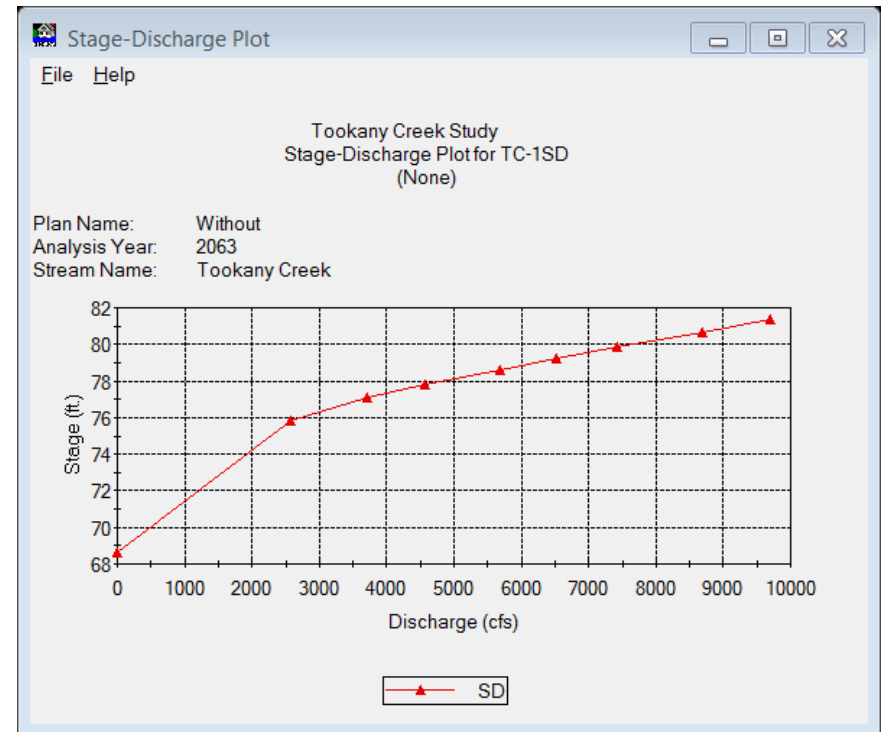 Stage-Discharge Plot
File Help
Tookany Creek Study
Stage-Discharge Plot for TC-1SD
(None)
Plan Name: Without
Analysis Year: 2063
Stream Name: Tookany Creek
82
80
78
76
74
72
70
68
Stage (ft.)
0 1000 2000 3000 4000 5000 6000 7000 8000 9000 10000
Discharge (cfs)
SD